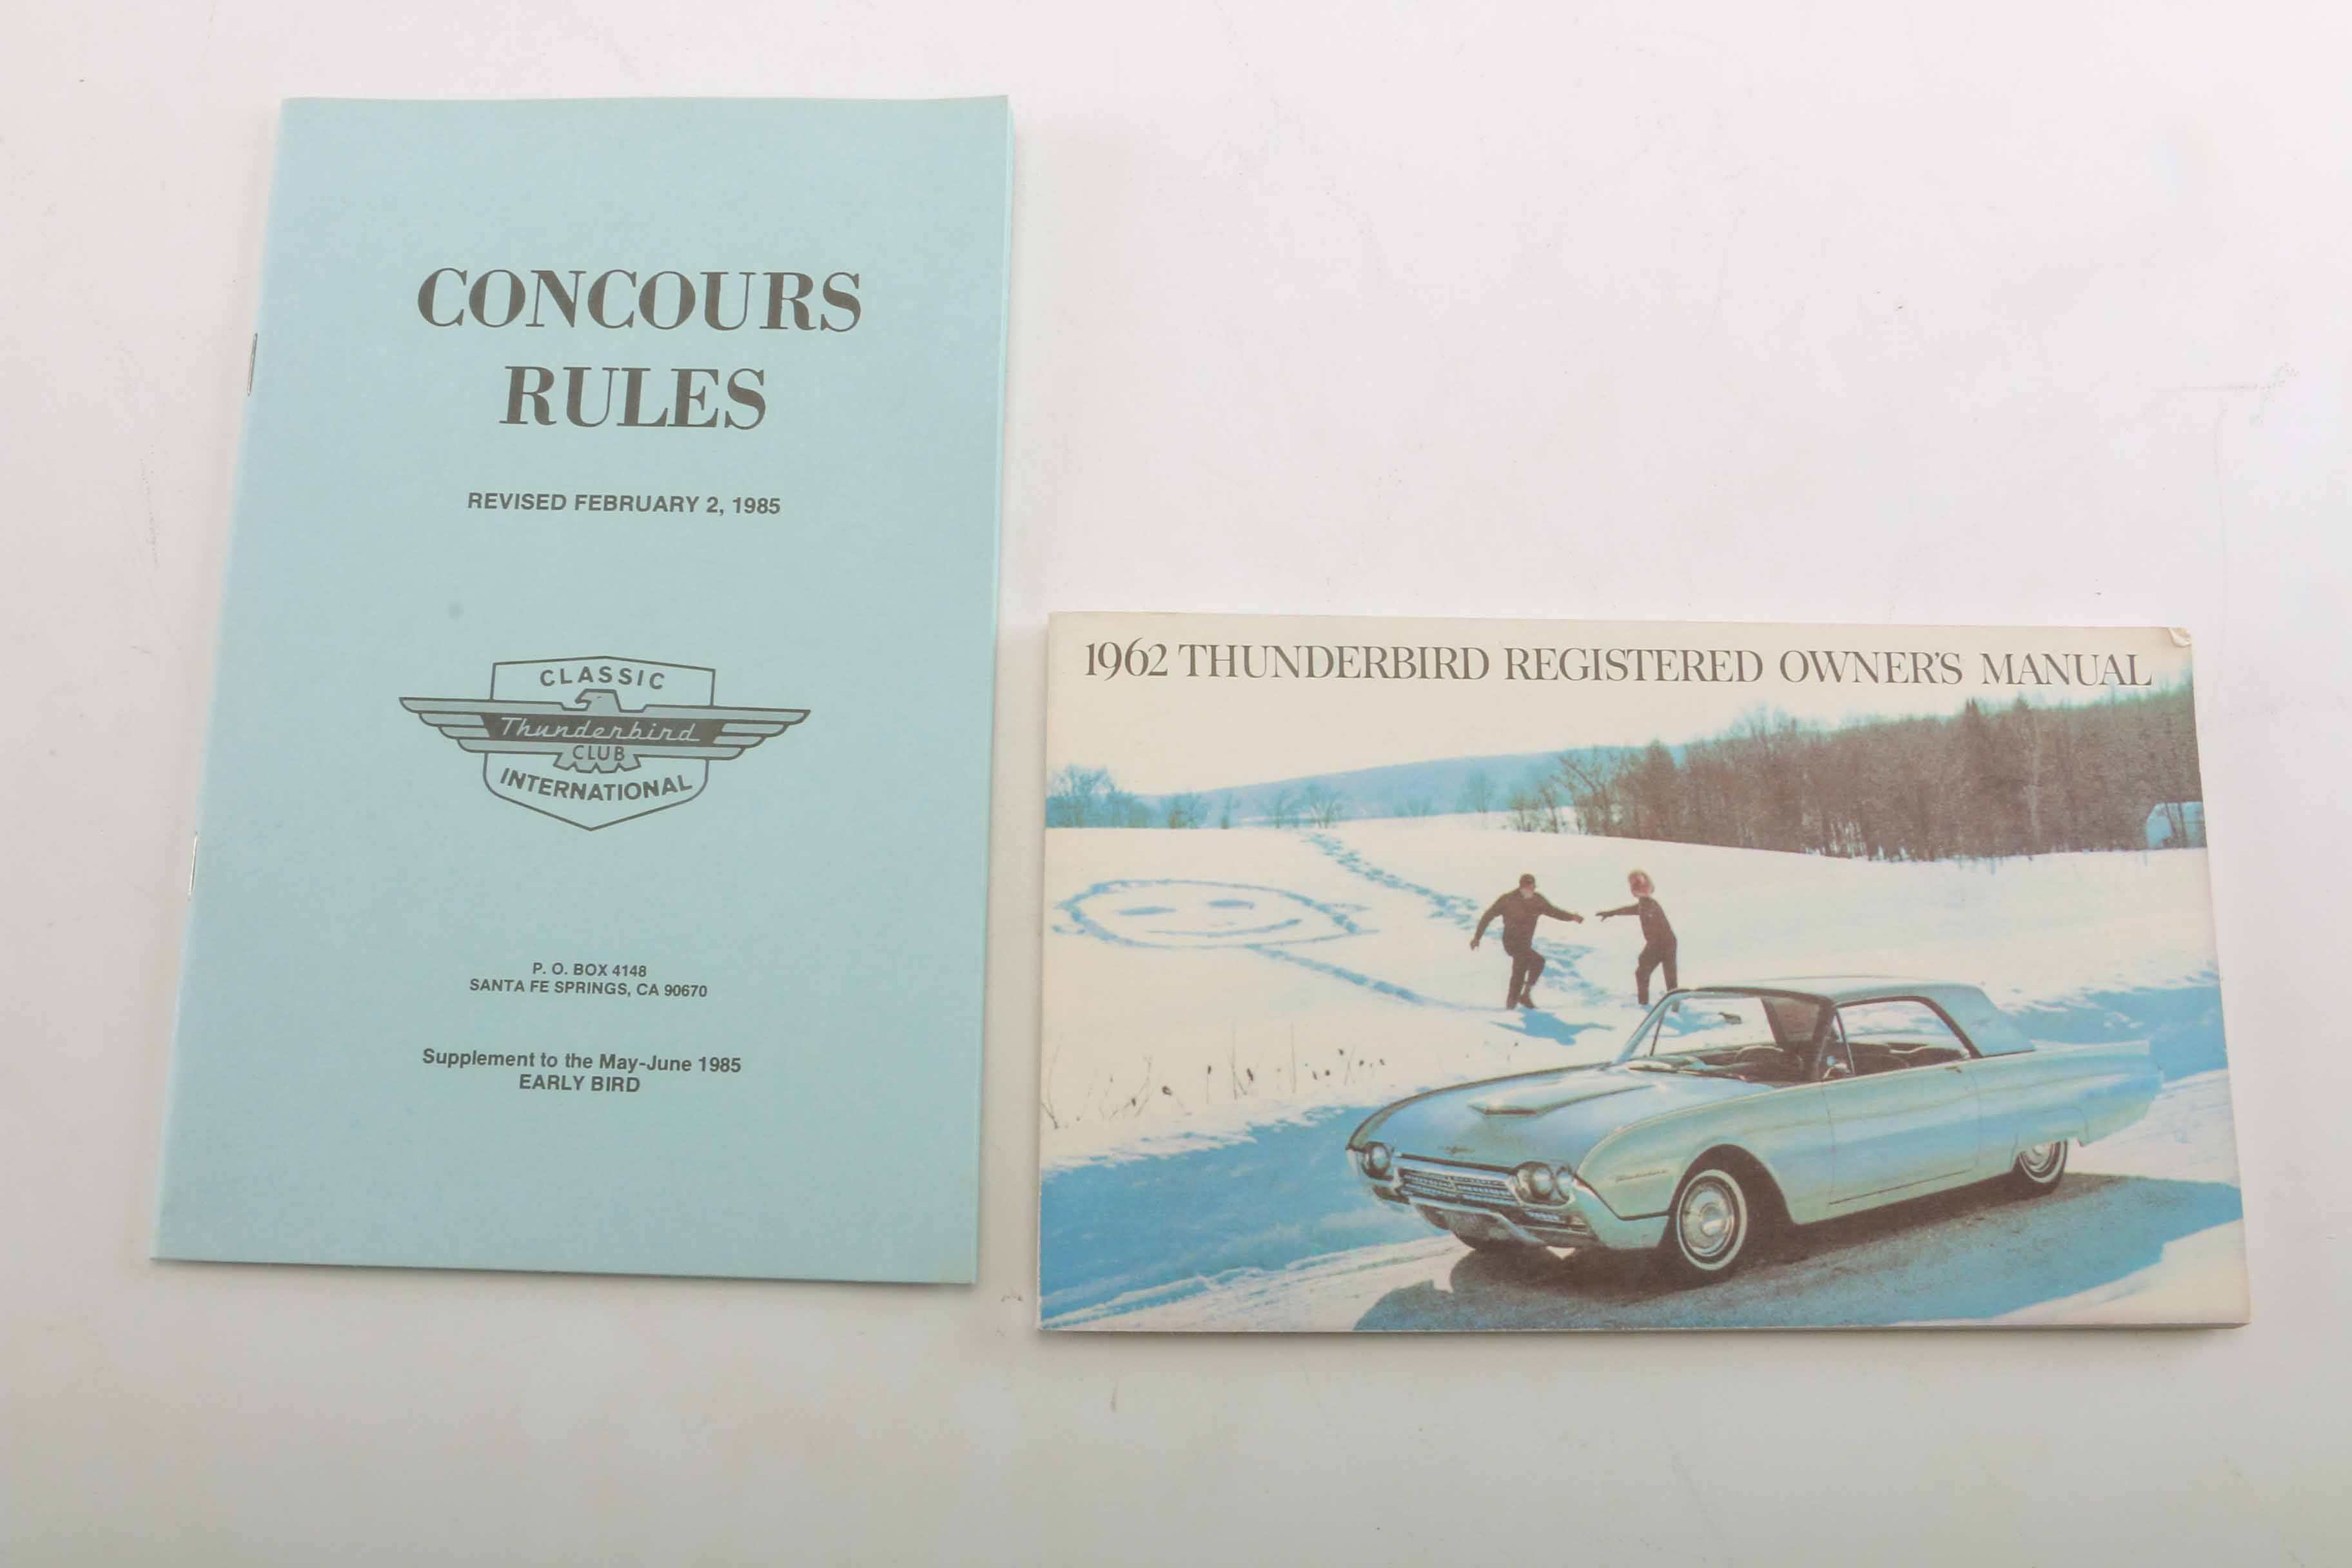 CONCOURS
RULES
REVISED FEBRUARY 2, 1985
CLASSIC
Thunderbird
CLUB
INTERNATIONAL
P. O. BOX 4148
SANTA FE SPRINGS, CA 90670
Supplement to the May-June 1985
EARLY BIRD
1962 THUNDERBIRD REGISTERED OWNER'S MANUAL